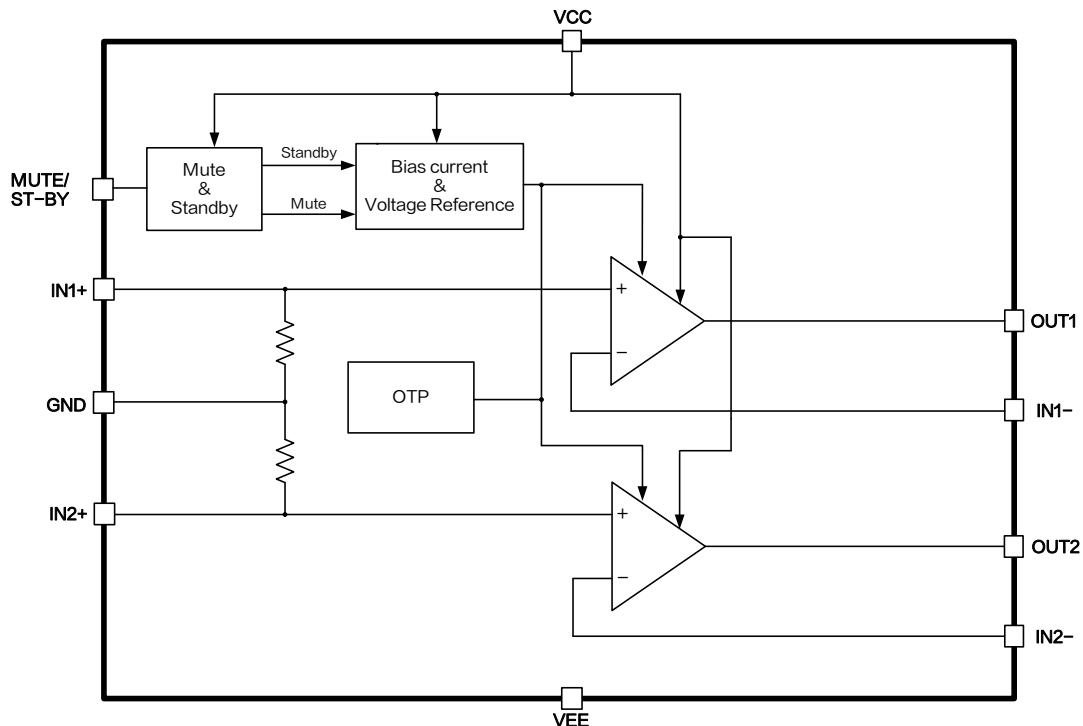 VCC
MUTE/
ST-BY
Mute
&
Standby
Standby
Mute
Bias current
&
Voltage Reference
IN1+
+
−
OUT1
GND
OTP
IN1−
IN2+
+
−
OUT2
IN2−
VEE